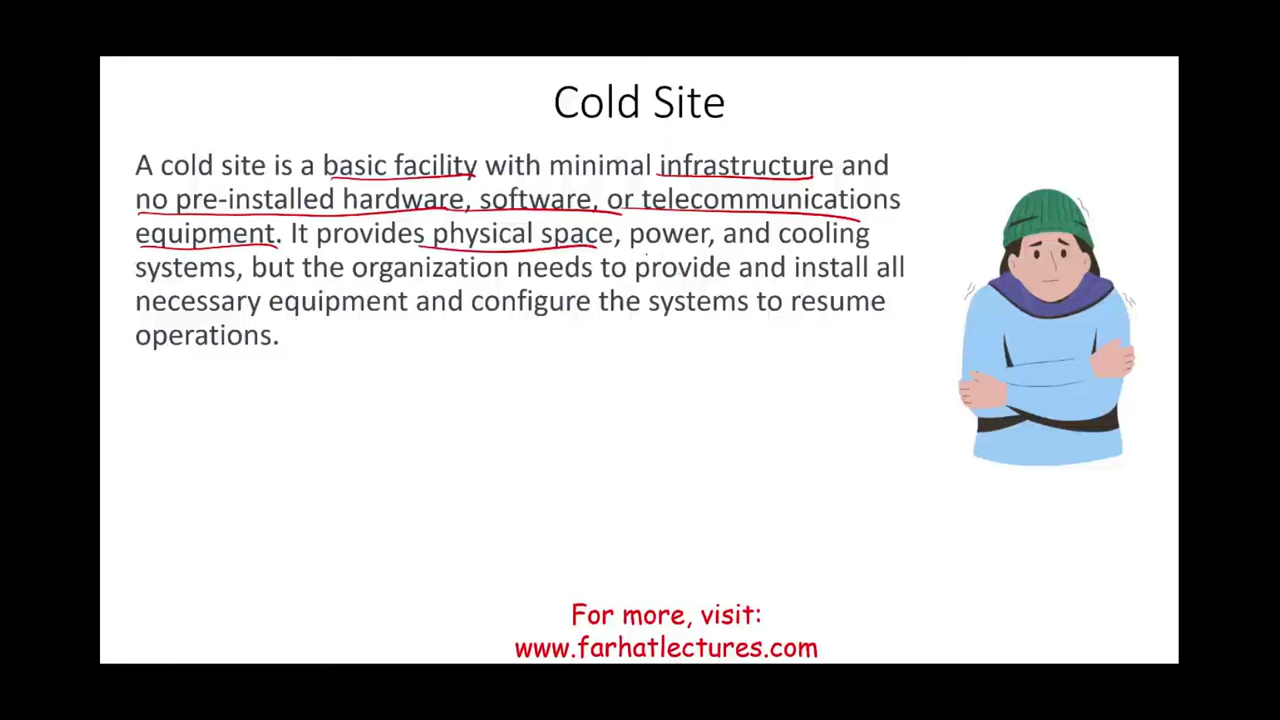 Cold Site
A cold site is a basic facility with minimal infrastructure and
no pre-installed hardware, software, or telecommunications
equipment. It provides physical space, power, and cooling
systems, but the organization needs to provide and install all
necessary equipment and configure the systems to resume
operations.
For more, visit:
www.farhatlectures.com